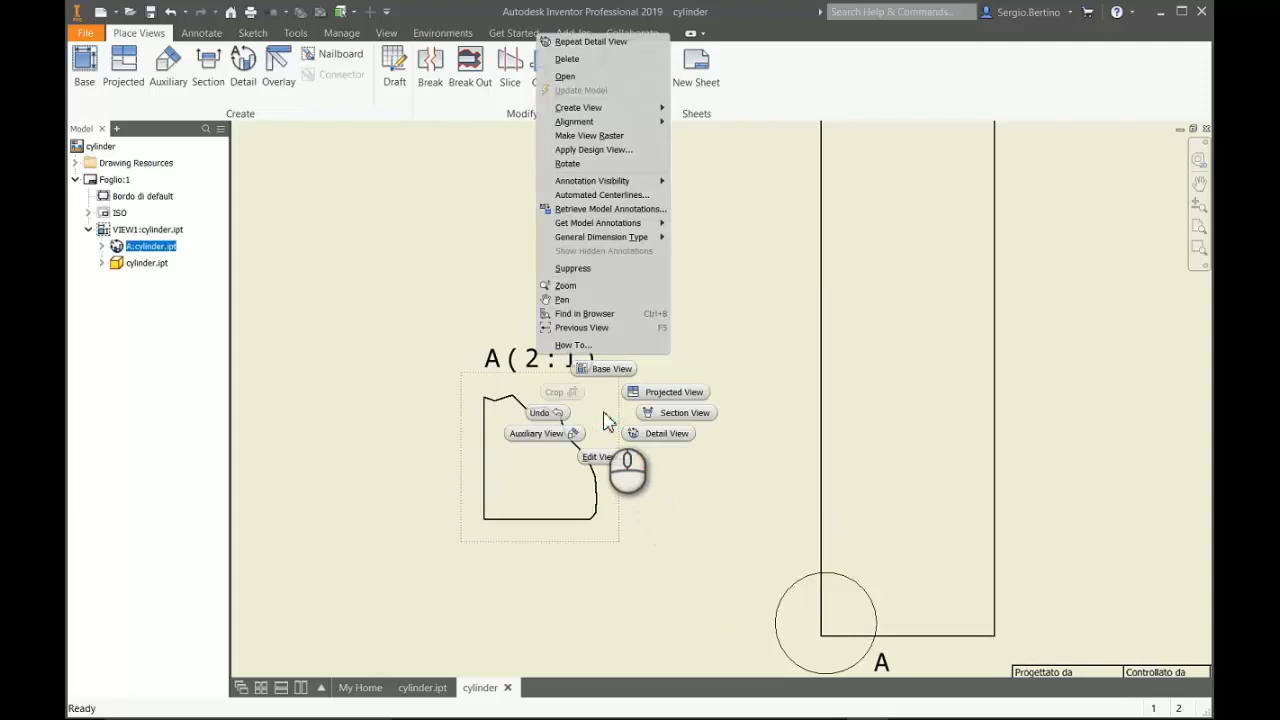 PRO
Autodesk Inventor Professional 2019 cylinder
Search Help & Commands...
Sergio.Bertino
File
Place Views
Annotate
Sketch
Tools
Manage
View
Environments
Get Started
Base
Projected
Auxiliary
Section
Detail
Overlay
Nailboard
Connector
Draft
Break
Break Out
Slice
New Sheet
Create
Sheets
Model
cylinder
Drawing Resources
Foglio:1
Bordo di default
ISO
VIEW1:cylinder.ipt
A:cylinder.ipt
cylinder.ipt
Repeat Detail View
Delete
Open
Update Model
Create View
Alignment
Make View Raster
Apply Design View...
Rotate
Annotation Visibility
Automated Centerlines...
Retrieve Model Annotations...
Get Model Annotations
General Dimension Type
Show Hidden Annotations
Suppress
Zoom
Pan
Find in Browser Ctrl+B
Previous View F5
How To...
A ( 2 :
Base View
Crop
Projected View
Undo
Section View
Auxiliary View
Detail View
A
Progettato da
Controllato da
My Home
cylinder.ipt
cylinder
Ready
1 2